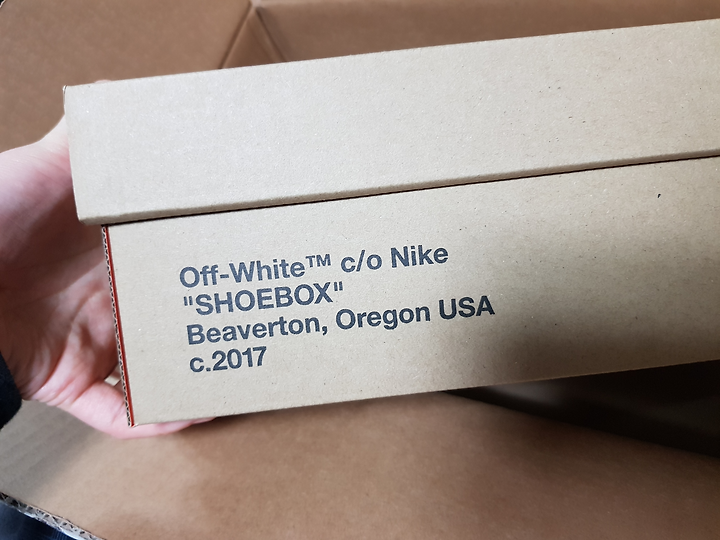 Off-White™ c/o Nike
"SHOEBOX"
Beaverton, Oregon USA
c.2017